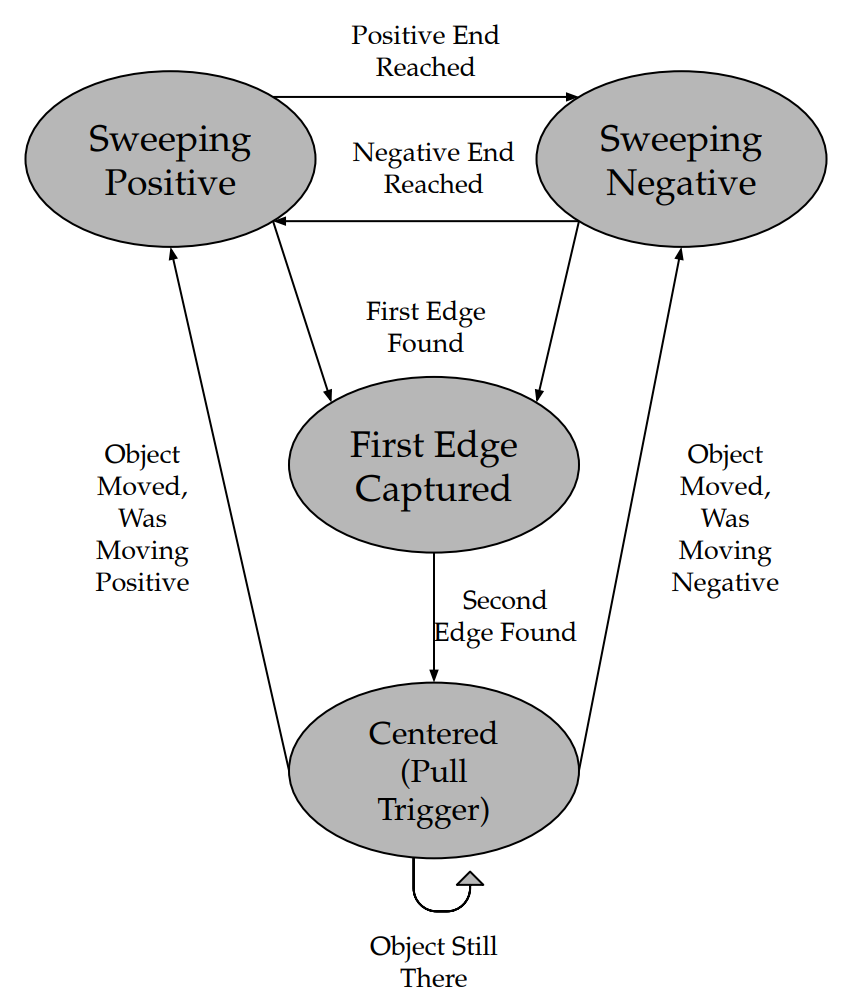 Positive End
Reached
Sweeping
Positive
Sweeping
Negative
Negative End
Reached
First Edge
Found
First Edge
Captured
Object
Moved,
Was
Moving
Positive
Object
Moved,
Was
Moving
Negative
Second
Edge Found
Centered
(Pull
Trigger)
Object Still
There